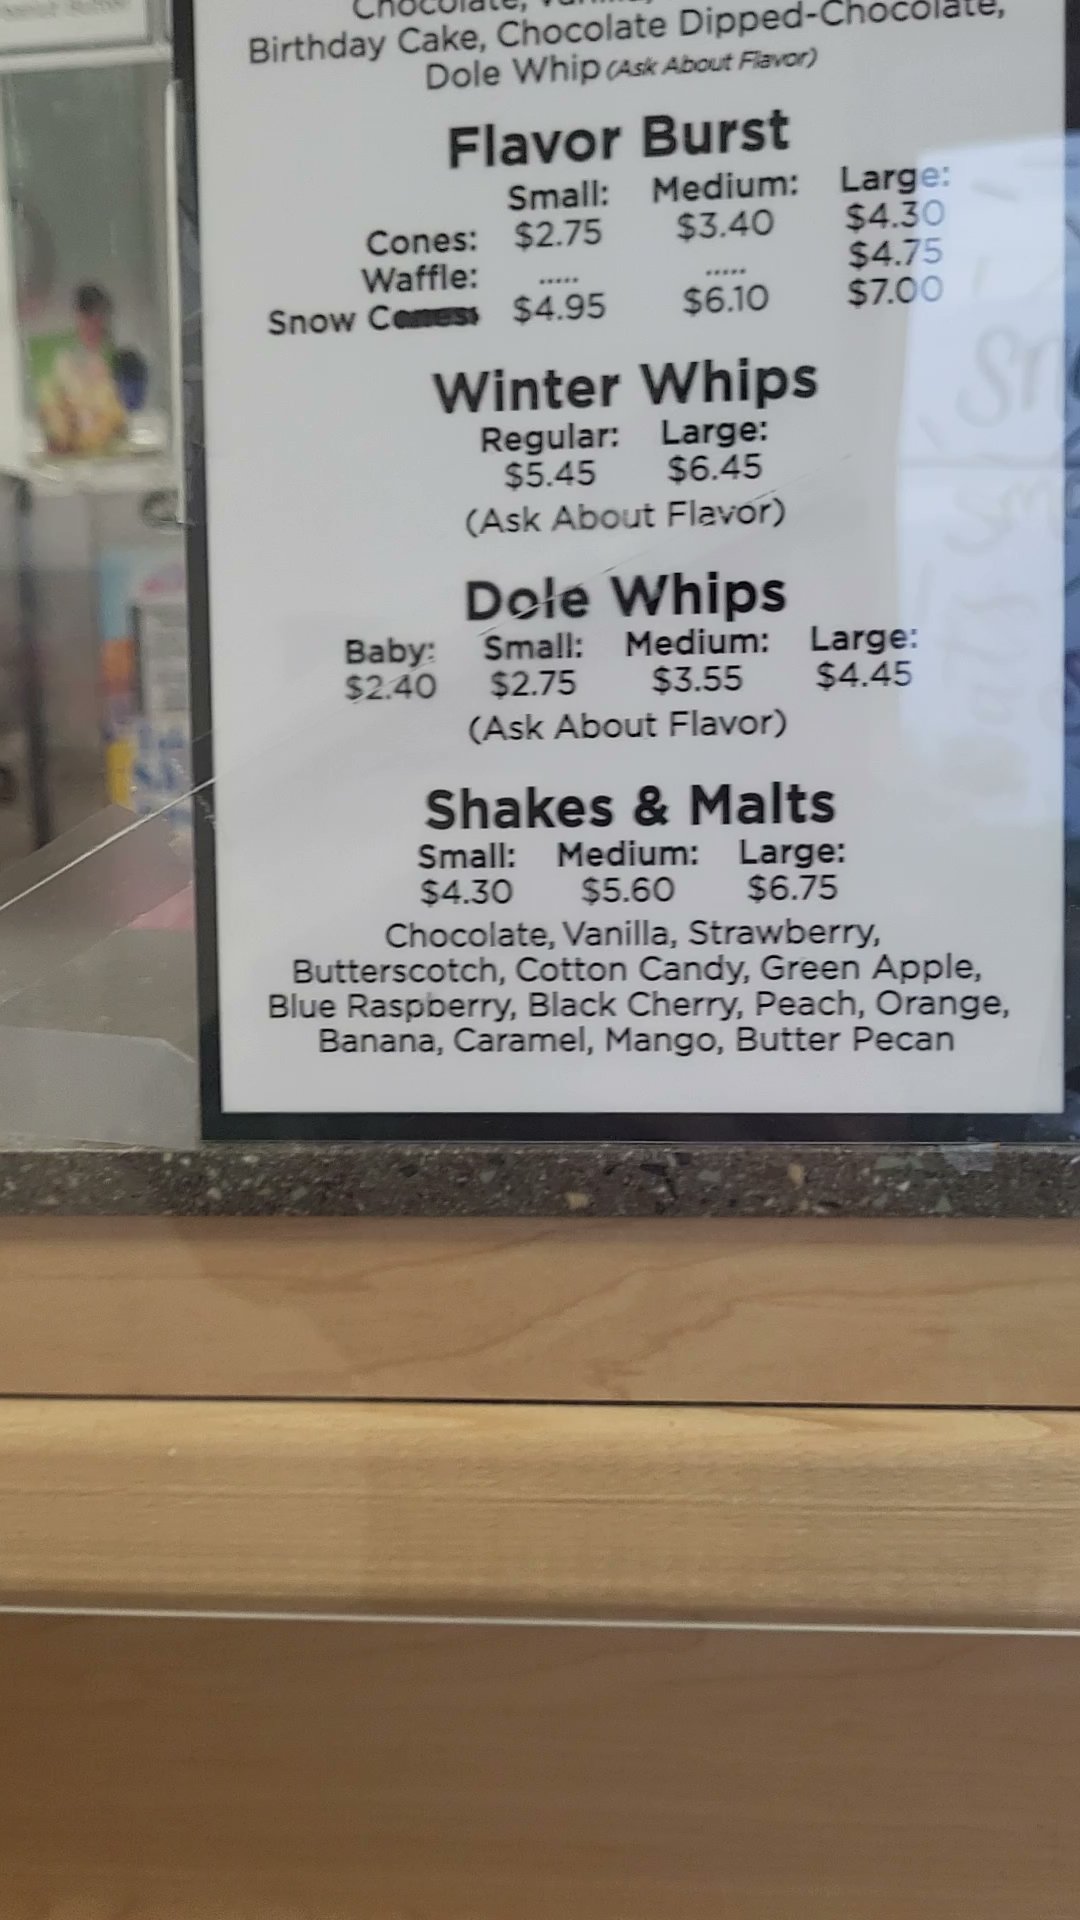 Chocolate,
Birthday Cake, Chocolate Dipped-Chocolate,
Dole Whip (Ask About Flavor)
Flavor Burst
Small: Medium: Large:
Cones: $2.75 $3.40 $4.30
Waffle: ..... ..... $4.75
Snow $4.95 $6.10 $7.00
Winter Whips
Regular: Large:
$5.45 $6.45
(Ask About Flavor)
Dole Whips
Baby: Small: Medium: Large:
$2.40 $2.75 $3.55 $4.45
(Ask About Flavor)
Shakes & Malts
Small: Medium: Large:
$4.30 $5.60 $6.75
Chocolate, Vanilla, Strawberry,
Butterscotch, Cotton Candy, Green Apple,
Blue Raspberry, Black Cherry, Peach, Orange,
Banana, Caramel, Mango, Butter Pecan